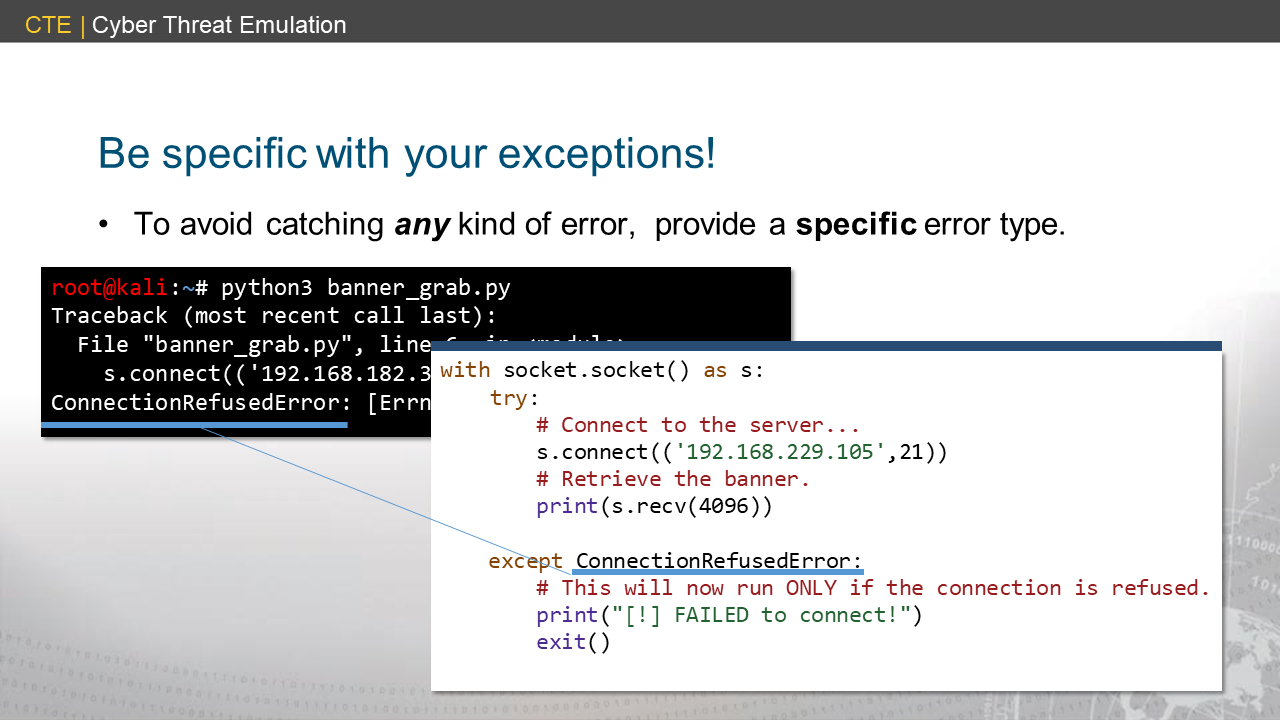 CTE | Cyber Threat Emulation
Be specific with your exceptions!
• To avoid catching any kind of error, provide a specific error type.
root@kali:~# python3 banner_grab.py
Traceback (most recent call last):
File "banner_grab.py", line
s.connect(('192.168.182.3
ConnectionRefusedError: [Errn
with socket.socket() as s:
try:
# Connect to the server...
s.connect(('192.168.229.105',21))
# Retrieve the banner.
print(s.recv(4096))
except ConnectionRefusedError:
# This will now run ONLY if the connection is refused.
print("[!] FAILED to connect!")
exit()